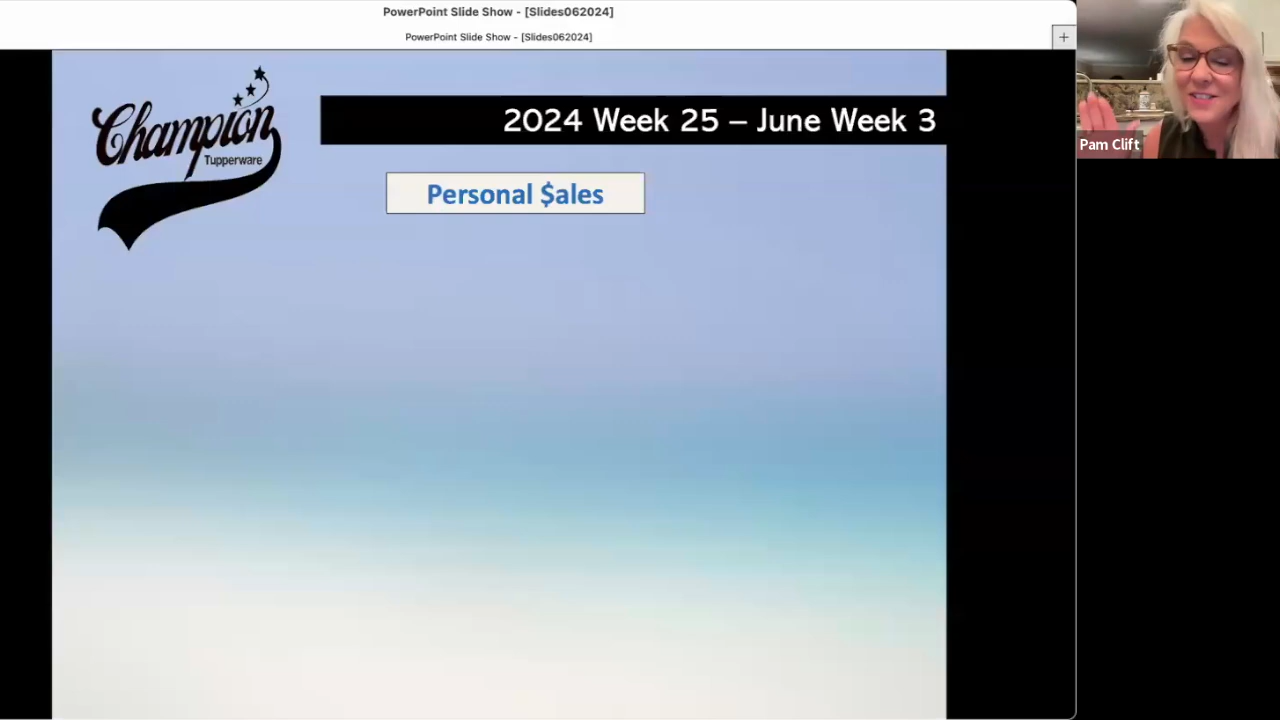 PowerPoint Slide Show - [Slides062024]
PowerPoint Slide Show - [Slides062024]
+
Champion
Tupperware
2024 Week 25 – June Week 3
Personal $ales
Pam Clift